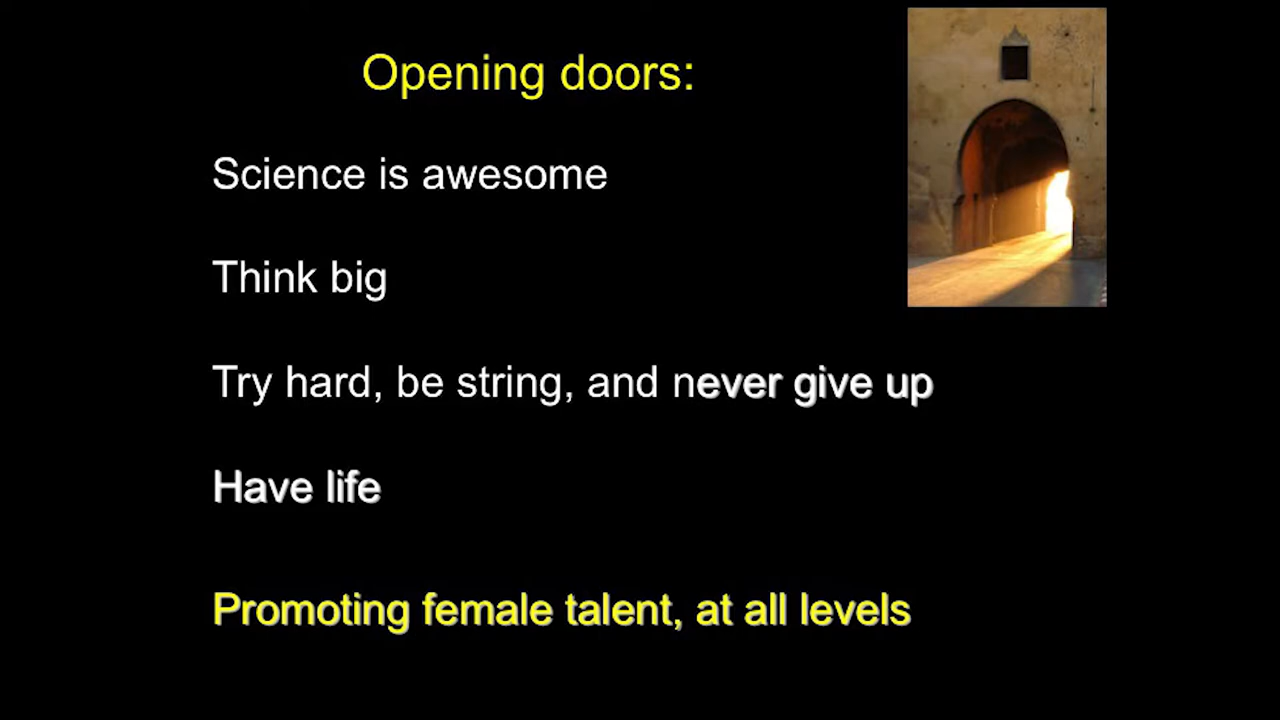 Opening doors:
Science is awesome
Think big
Try hard, be string, and never give up
Have life
Promoting female talent, at all levels